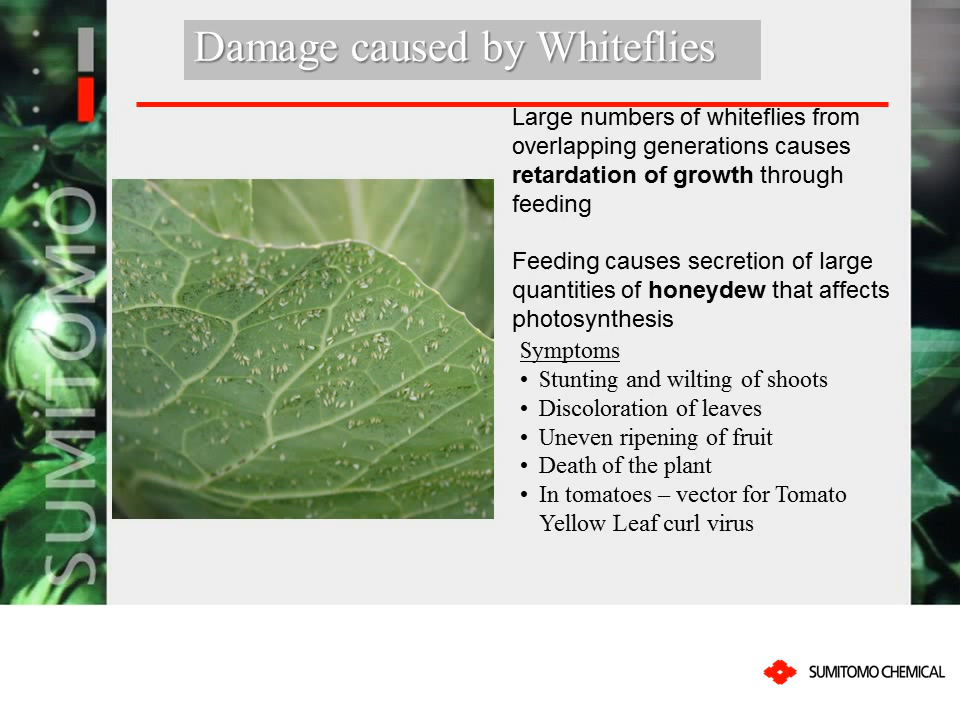 Damage caused by Whiteflies
Large numbers of whiteflies from
overlapping generations causes
retardation of growth through
feeding
Feeding causes secretion of large
quantities of honeydew that affects
photosynthesis
Symptoms
• Stunting and wilting of shoots
• Discoloration of leaves
• Uneven ripening of fruit
• Death of the plant
• In tomatoes – vector for Tomato
Yellow Leaf curl virus
SUMITOMO
SUMITOMO CHEMICAL